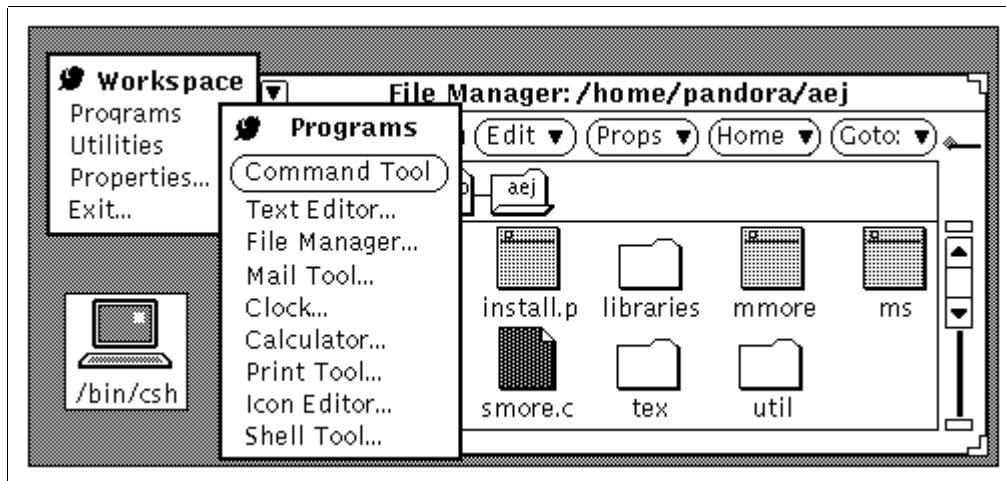 Workspace
Programs
Utilities
Properties...
Exit...
Programs
Command Tool
Text Editor...
File Manager...
Mail Tool...
Clock...
Calculator...
Print Tool...
Icon Editor...
Shell Tool...
File Manager: /home/pandora/aej
Edit Props Home Goto:
aej
install.p libraries mmore ms
smore.c tex util
/bin/csh